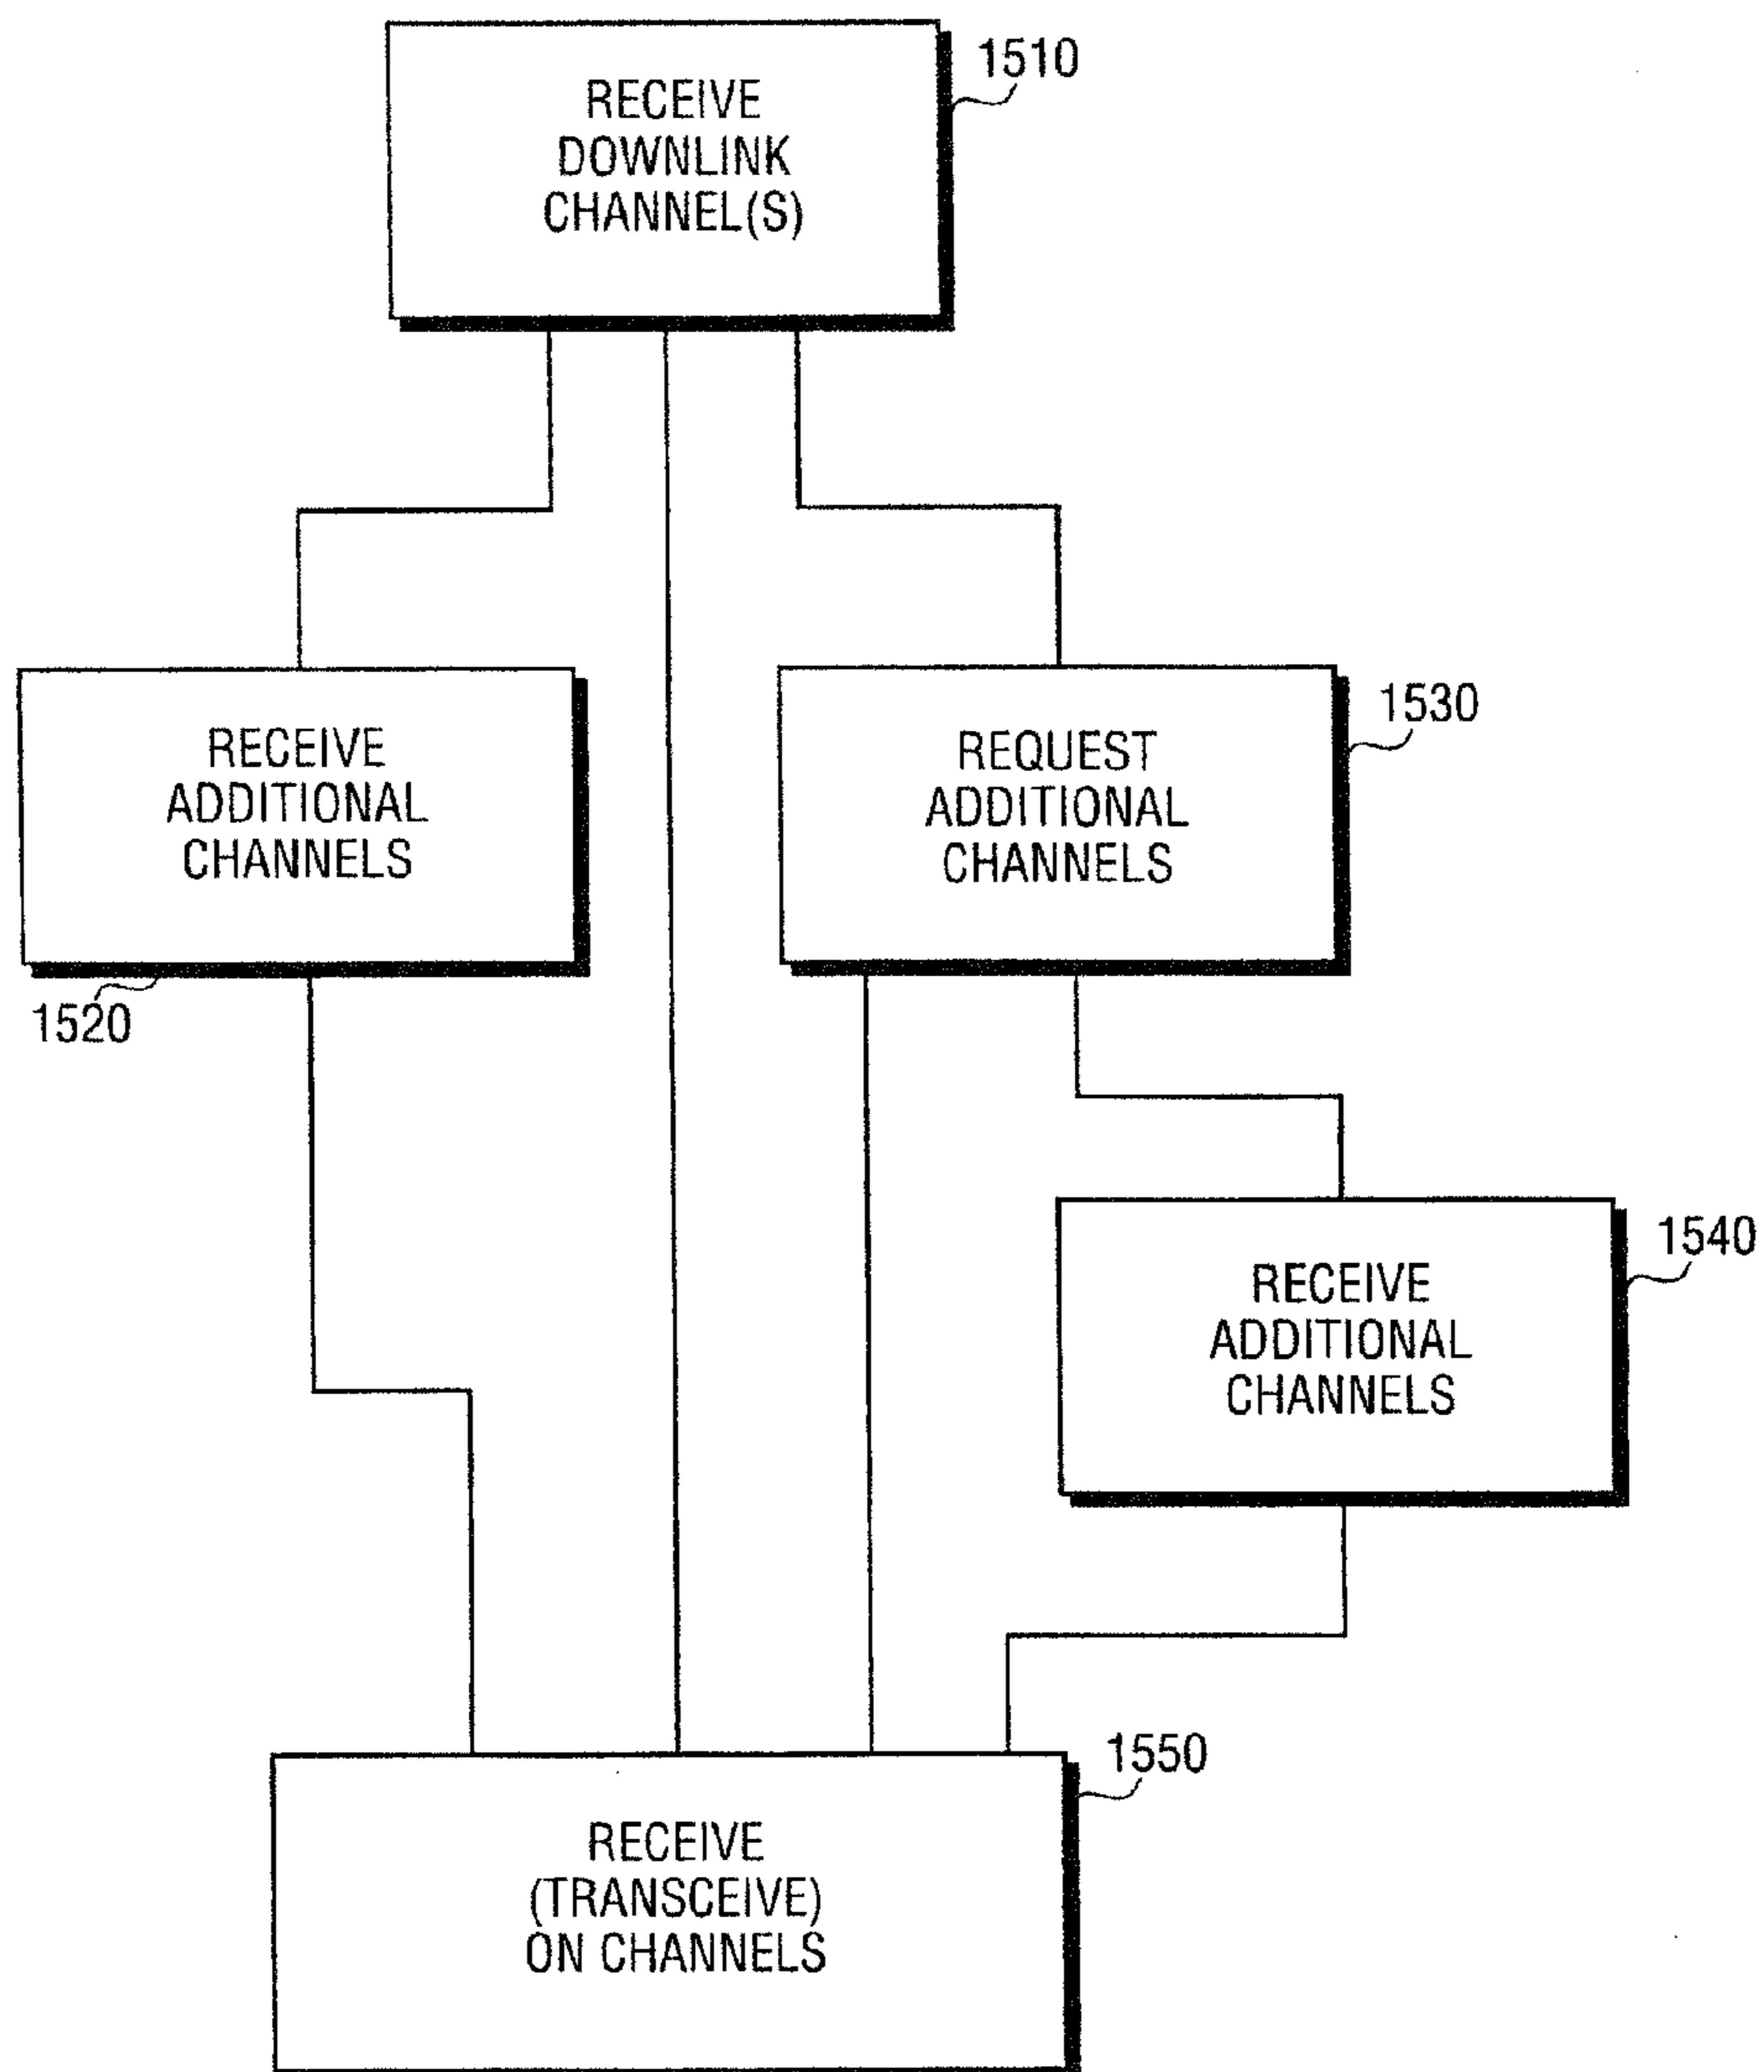 1510
RECEIVE
DOWNLINK
CHANNEL(S)
RECEIVE
ADDITIONAL
CHANNELS
1520
REQUEST
ADDITIONAL
CHANNELS
1530
RECEIVE
ADDITIONAL
CHANNELS
1540
RECEIVE
(TRANSCEIVE)
ON CHANNELS
1550